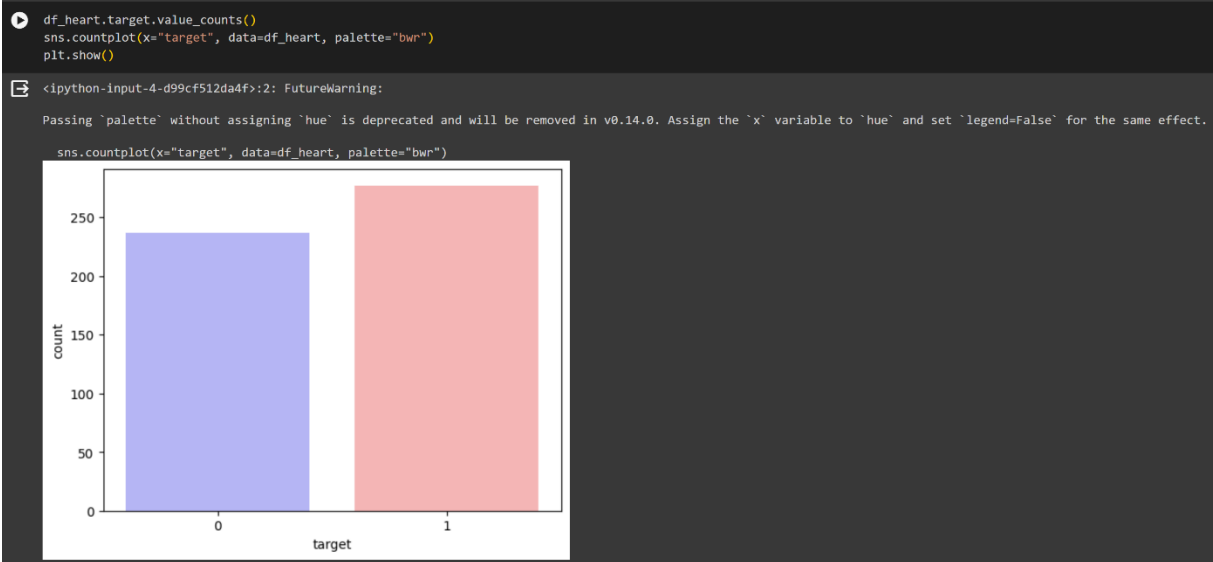 df_heart.target.value_counts()
sns.countplot(x="target", data=df_heart, palette="bwr")
plt.show()
<ipython-input-4-d99cf512da4f>:2: FutureWarning:
Passing `palette` without assigning `hue` is deprecated and will be removed in v0.14.0. Assign the `x` variable to `hue` and set `legend=False` for the same effect.
sns.countplot(x="target", data=df_heart, palette="bwr")
250
200
150
100
50
0
count
0 1
target